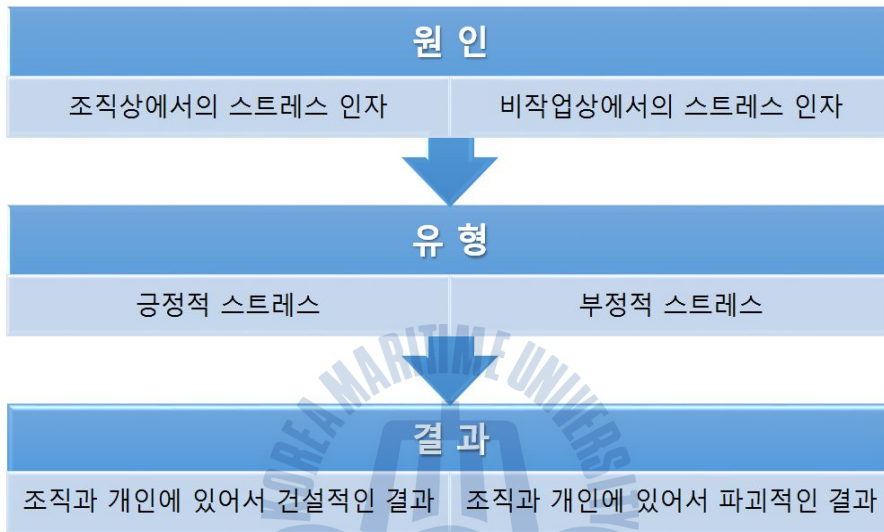 원 인
조직상에서의 스트레스 인자 비작업상에서의 스트레스 인자
유 형
긍정적 스트레스 부정적 스트레스
KOREA MARITIME UNIVERSITY
결 과
조직과 개인에 있어서 건설적인 결과 조직과 개인에 있어서 파괴적인 결과